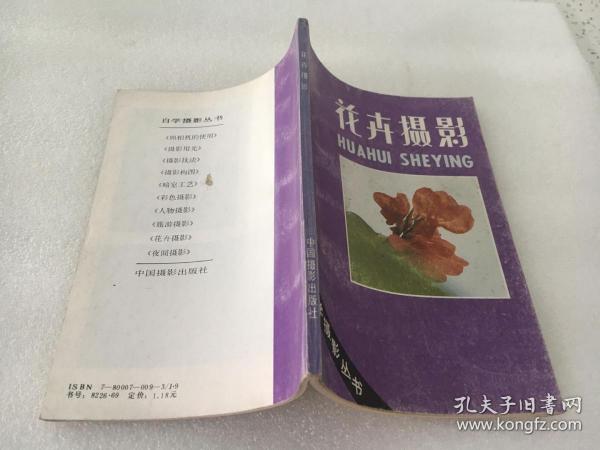 自学摄影丛书
《照相机的使用》
《摄影用光》
《摄影技法》
《摄影构图》
《暗室工艺》
《彩色摄影》
《人物摄影》
《旅游摄影》
《花卉摄影》
《夜间摄影》
中国摄影出版社
ISBN 7—80007—009—3/J·9
书号：8226·69 定价：1.18元
花卉摄影
中国摄影出版社
花卉摄影
HUAHUI SHEYING
摄影丛书
孔夫子旧书网
www.kongfz.com